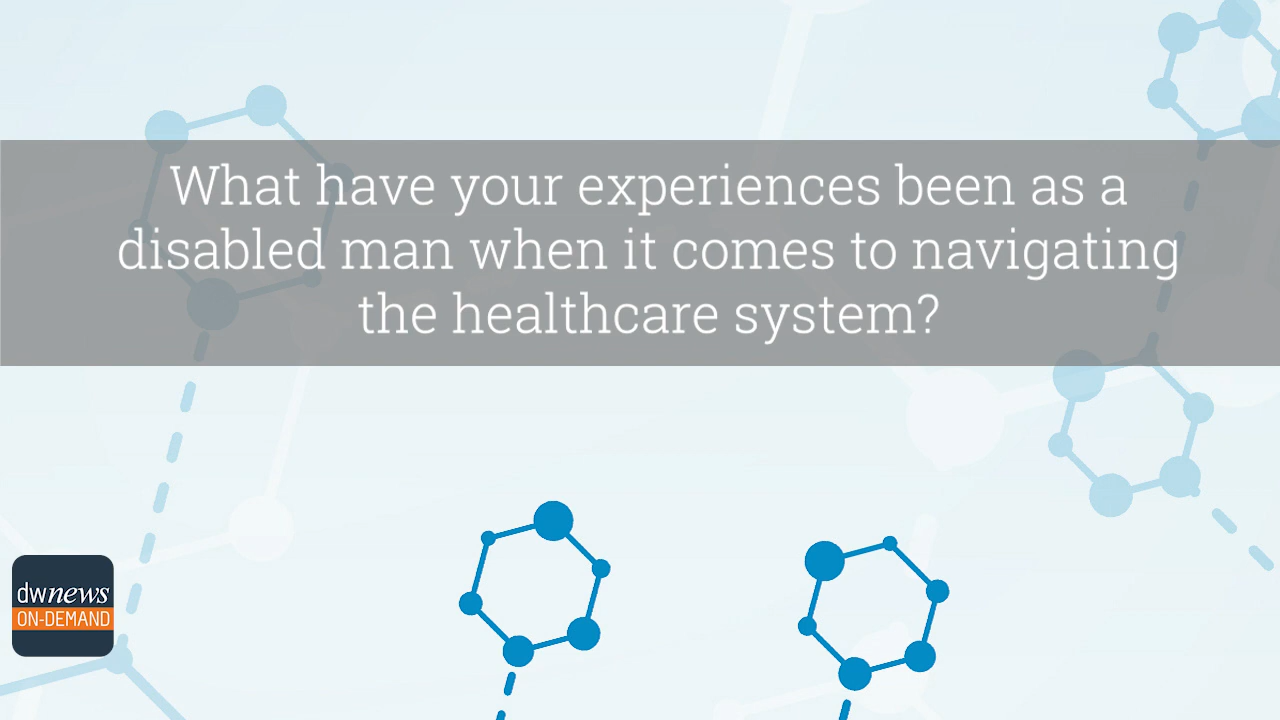 What have your experiences been as a
disabled man when it comes to navigating
the healthcare system?
dwnews
ON-DEMAND